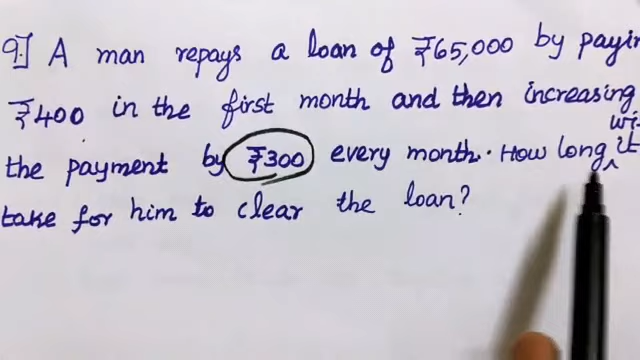 9.] A man repays a loan of ₹65,000 by payin
₹400 in the first month and then increasing
the payment by ₹300 every month. How long wi it
take for him to clear the loan?